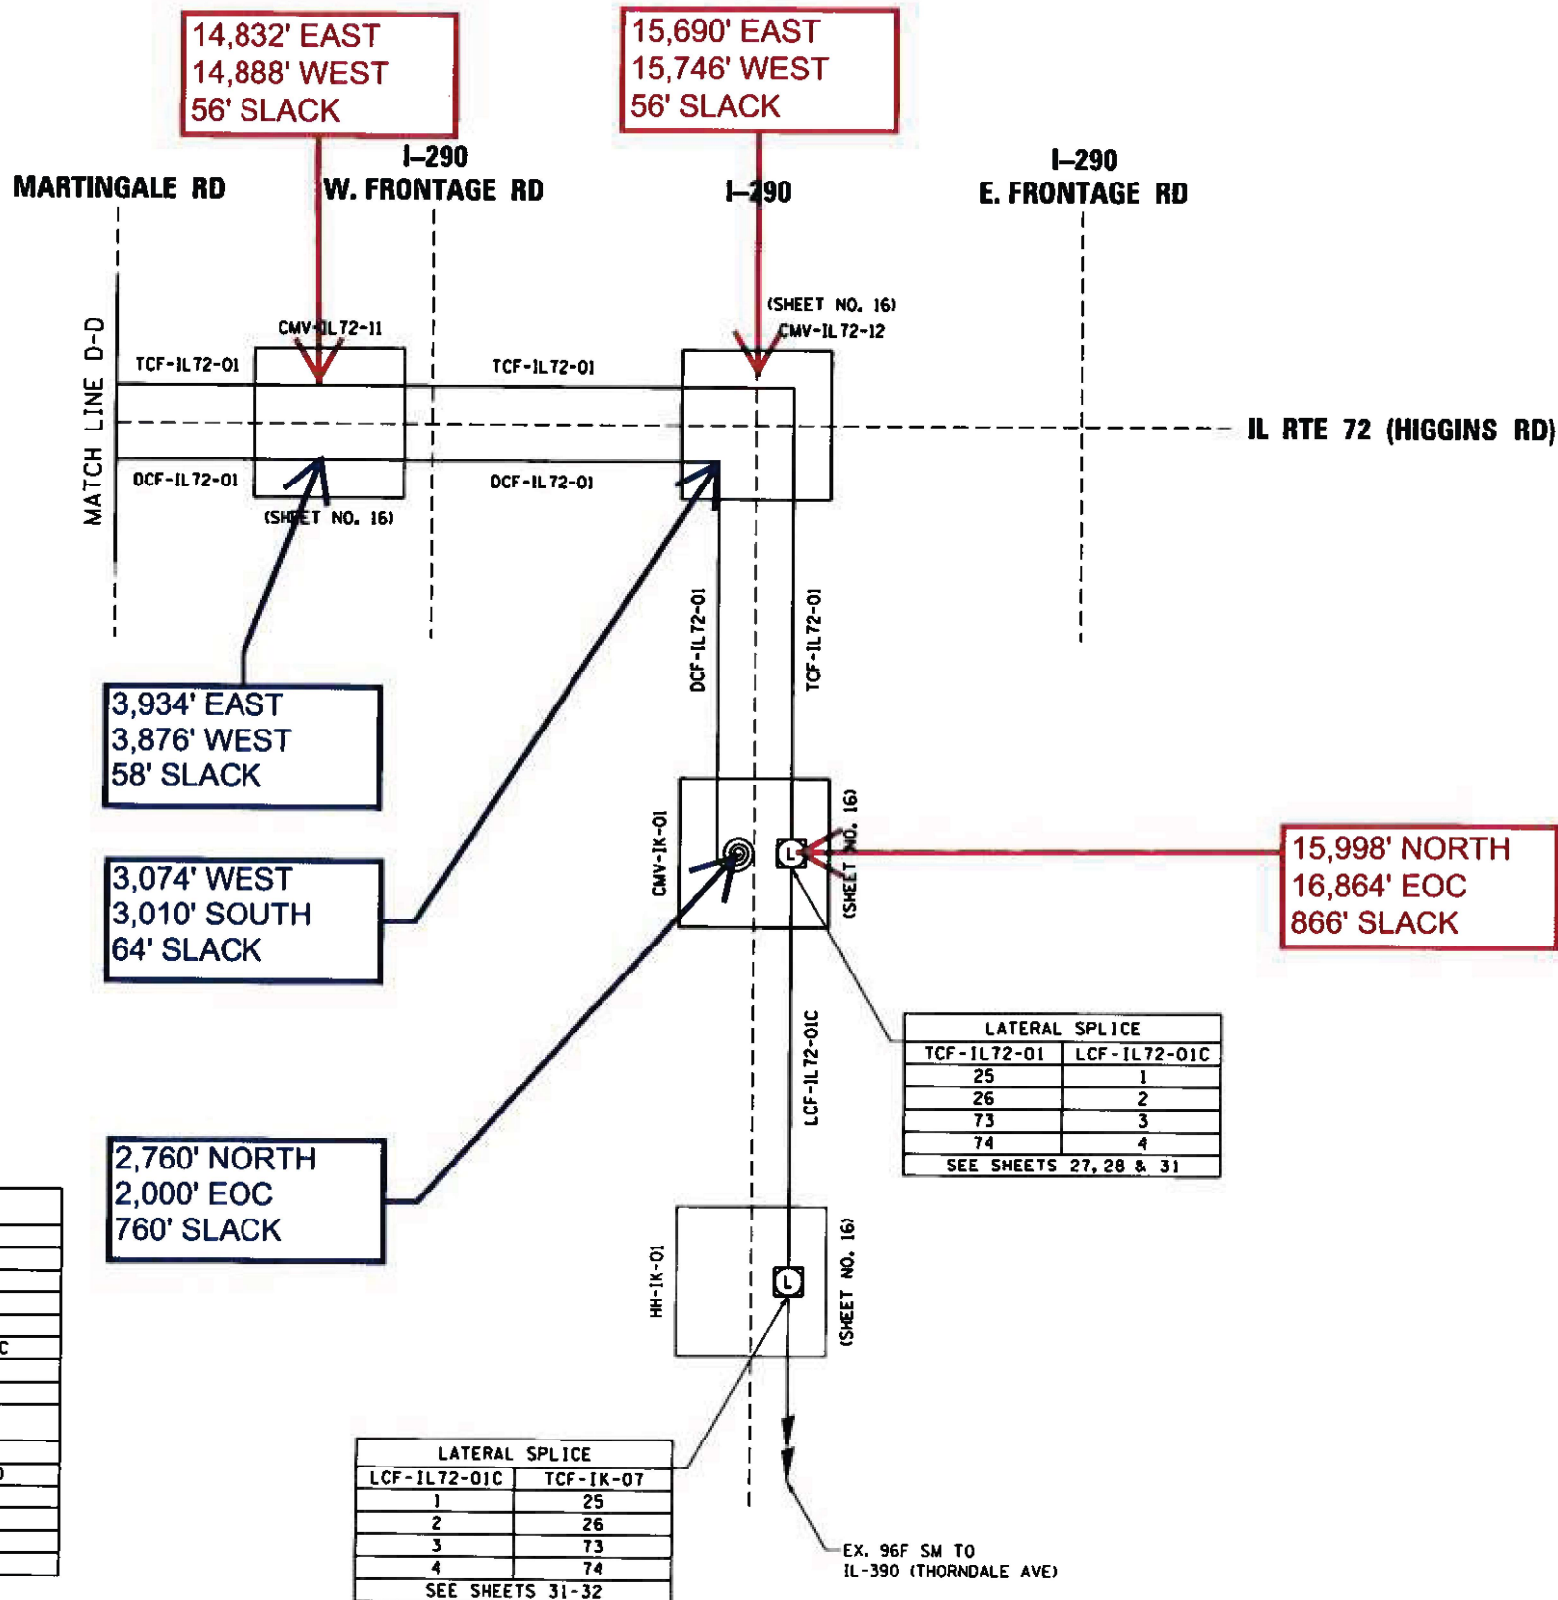 14,832' EAST
14,888' WEST
56' SLACK
15,690' EAST
15,746' WEST
56' SLACK
MARTINGALE RD
I-290
W. FRONTAGE RD
I-290
I-290
E. FRONTAGE RD
MATCH LINE D-D
CMV-IL72-11
(SHEET NO. 16)
CMV-IL72-12
TCF-IL72-01
TCF-IL72-01
IL RTE 72 (HIGGINS RD)
DCF-IL72-01
DCF-IL72-01
(SHEET NO. 16)
DCF-IL72-01
TCF-IL72-01
3,934' EAST
3,876' WEST
58' SLACK
3,074' WEST
3,010' SOUTH
64' SLACK
CMV-IK-01
L
(SHEET NO. 16)
15,998' NORTH
16,864' EOC
866' SLACK
LCF-IL72-01C
LATERAL SPLICE
TCF-IL72-01 LCF-IL72-01C
25 1
26 2
73 3
74 4
SEE SHEETS 27, 28 & 31
2,760' NORTH
2,000' EOC
760' SLACK
HH-IK-01
L
(SHEET NO. 16)
C
LATERAL SPLICE
LCF-IL72-01C TCF-IK-07
1 25
2 26
3 73
4 74
SEE SHEETS 31-32
EX. 96F SM TO
IL-390 (THORNDALE AVE)